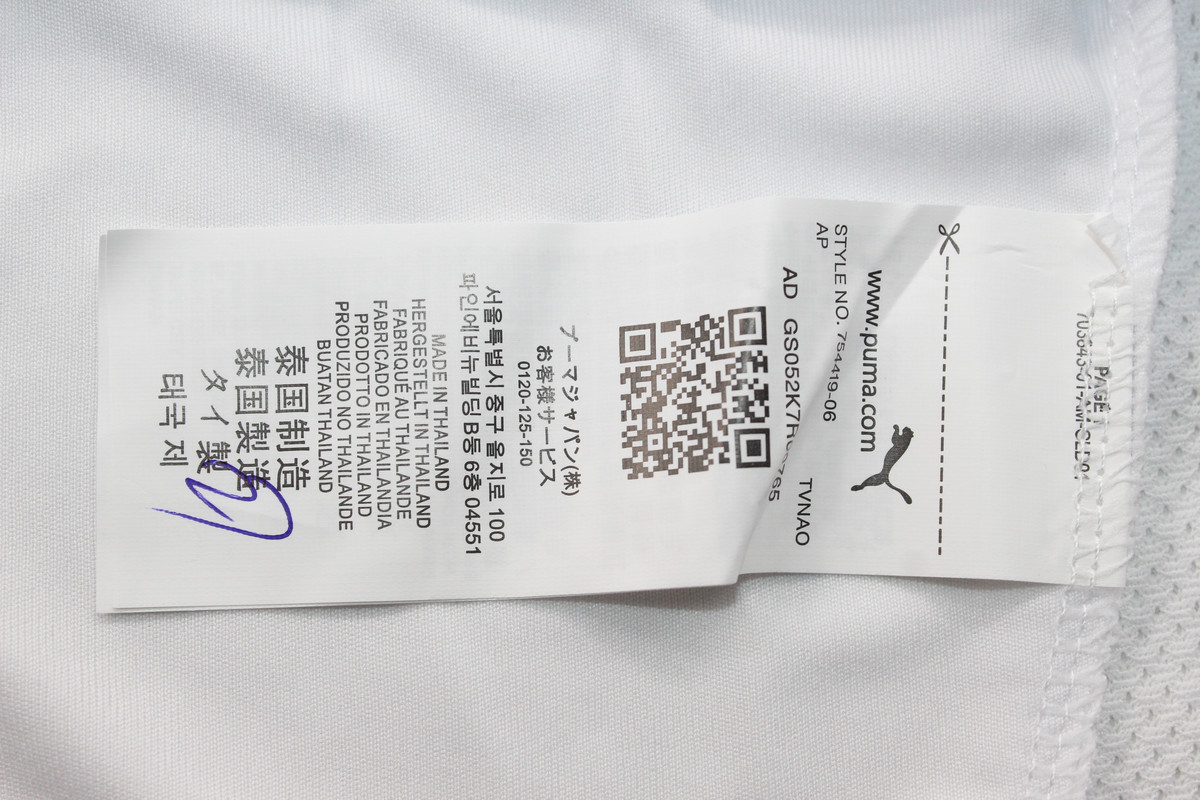 PAGE 1
www.puma.com
STYLE NO. 754419-06
AP
AD GS052K7R TVNAO
プーマジャパン(株)
お客様サービス
0120-125-150
서울특별시 중구 을지로 100
파인에비뉴빌딩 B동 6층 04551
MADE IN THAILAND
HERGESTELLT IN THAILAND
FABRIQUÉ AU THAILANDE
FABRICADO EN THAILANDIA
PRODOTTO IN THAILAND
PRODUZIDO NO THAILANDE
BUATAN THAILAND
泰国制造
泰国製造
タイ製
태국 제